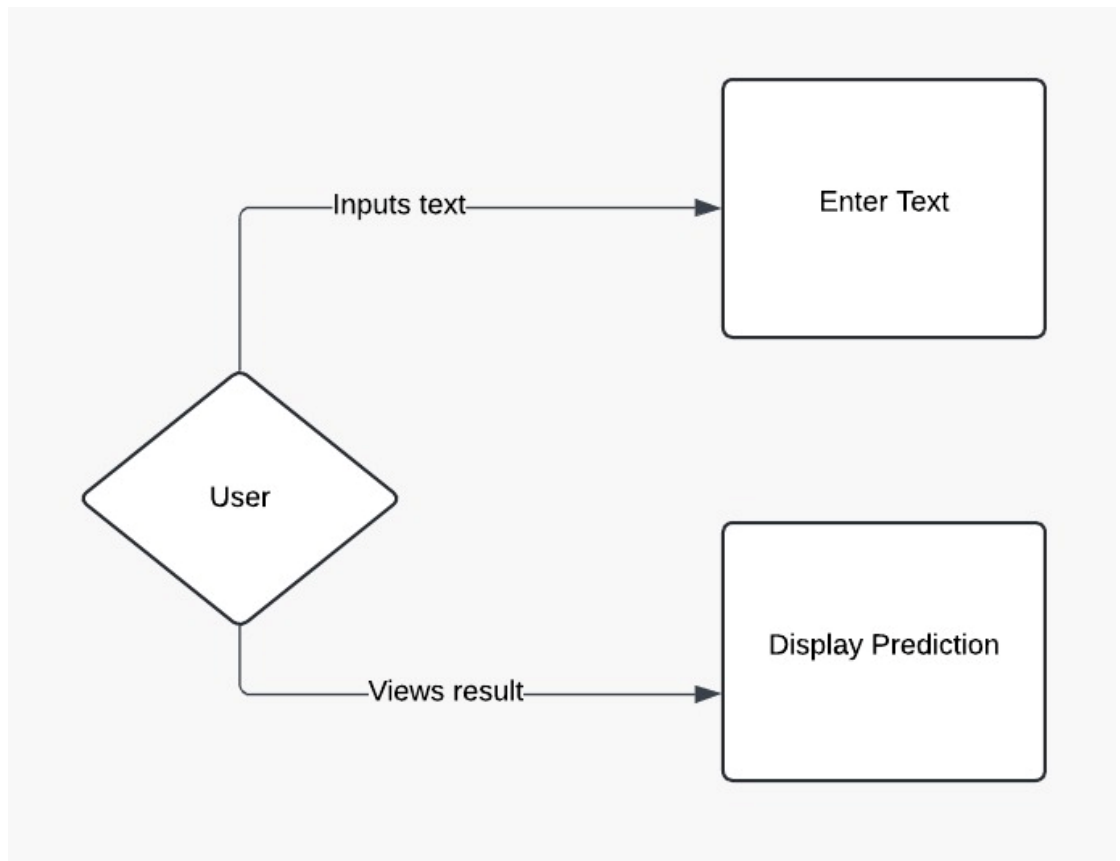 Inputs text
Enter Text
User
Display Prediction
Views result